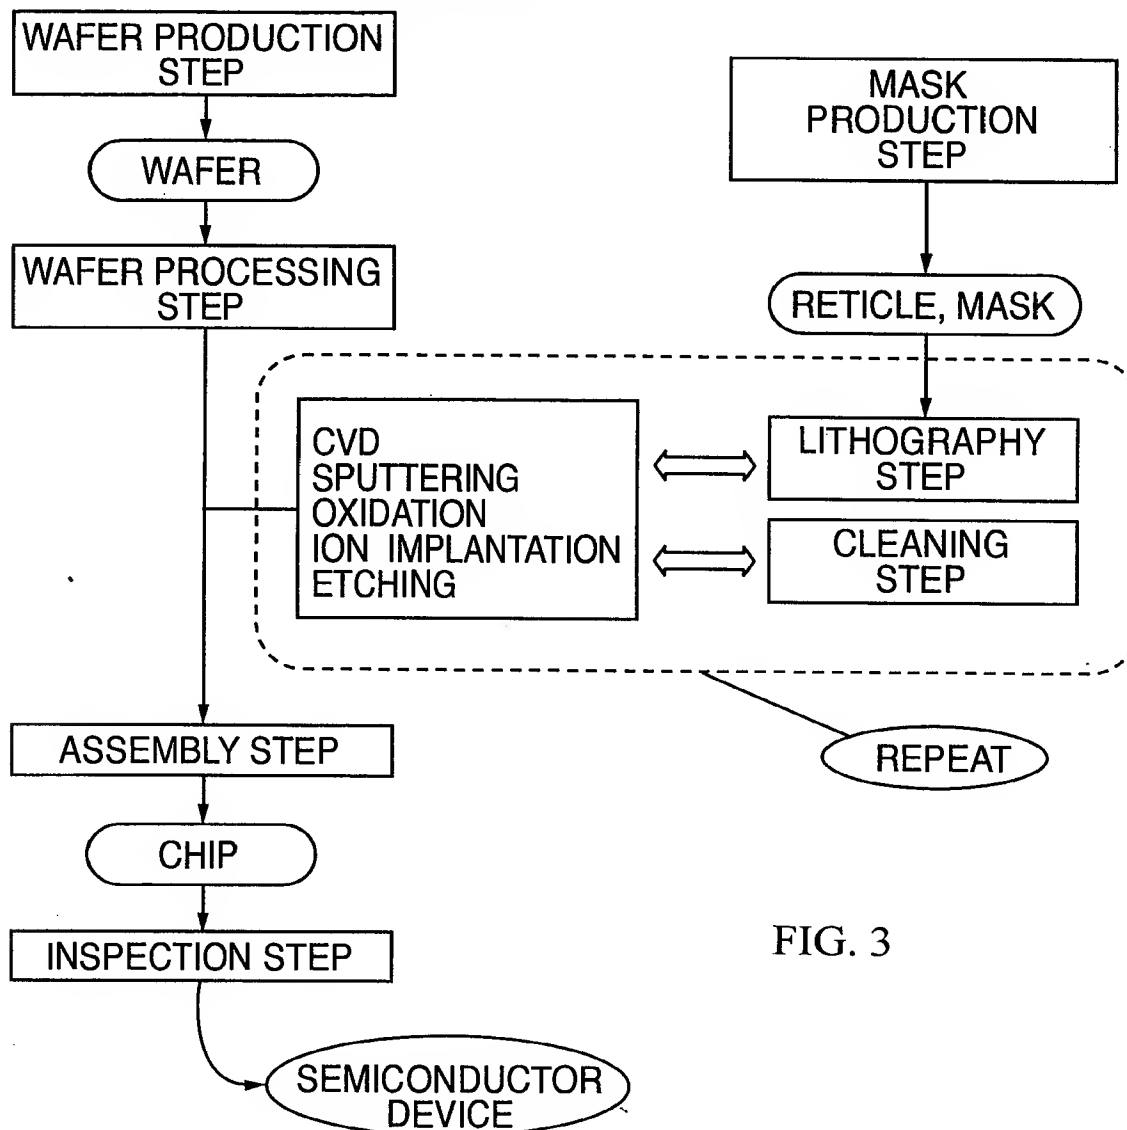 WAFER PRODUCTION
STEP
WAFER
WAFER PROCESSING
STEP
MASK
PRODUCTION
STEP
RETICLE, MASK
CVD
SPUTTERING
OXIDATION
ION IMPLANTATION
ETCHING
LITHOGRAPHY
STEP
CLEANING
STEP
REPEAT
ASSEMBLY STEP
CHIP
INSPECTION STEP
SEMICONDUCTOR
DEVICE
FIG. 3